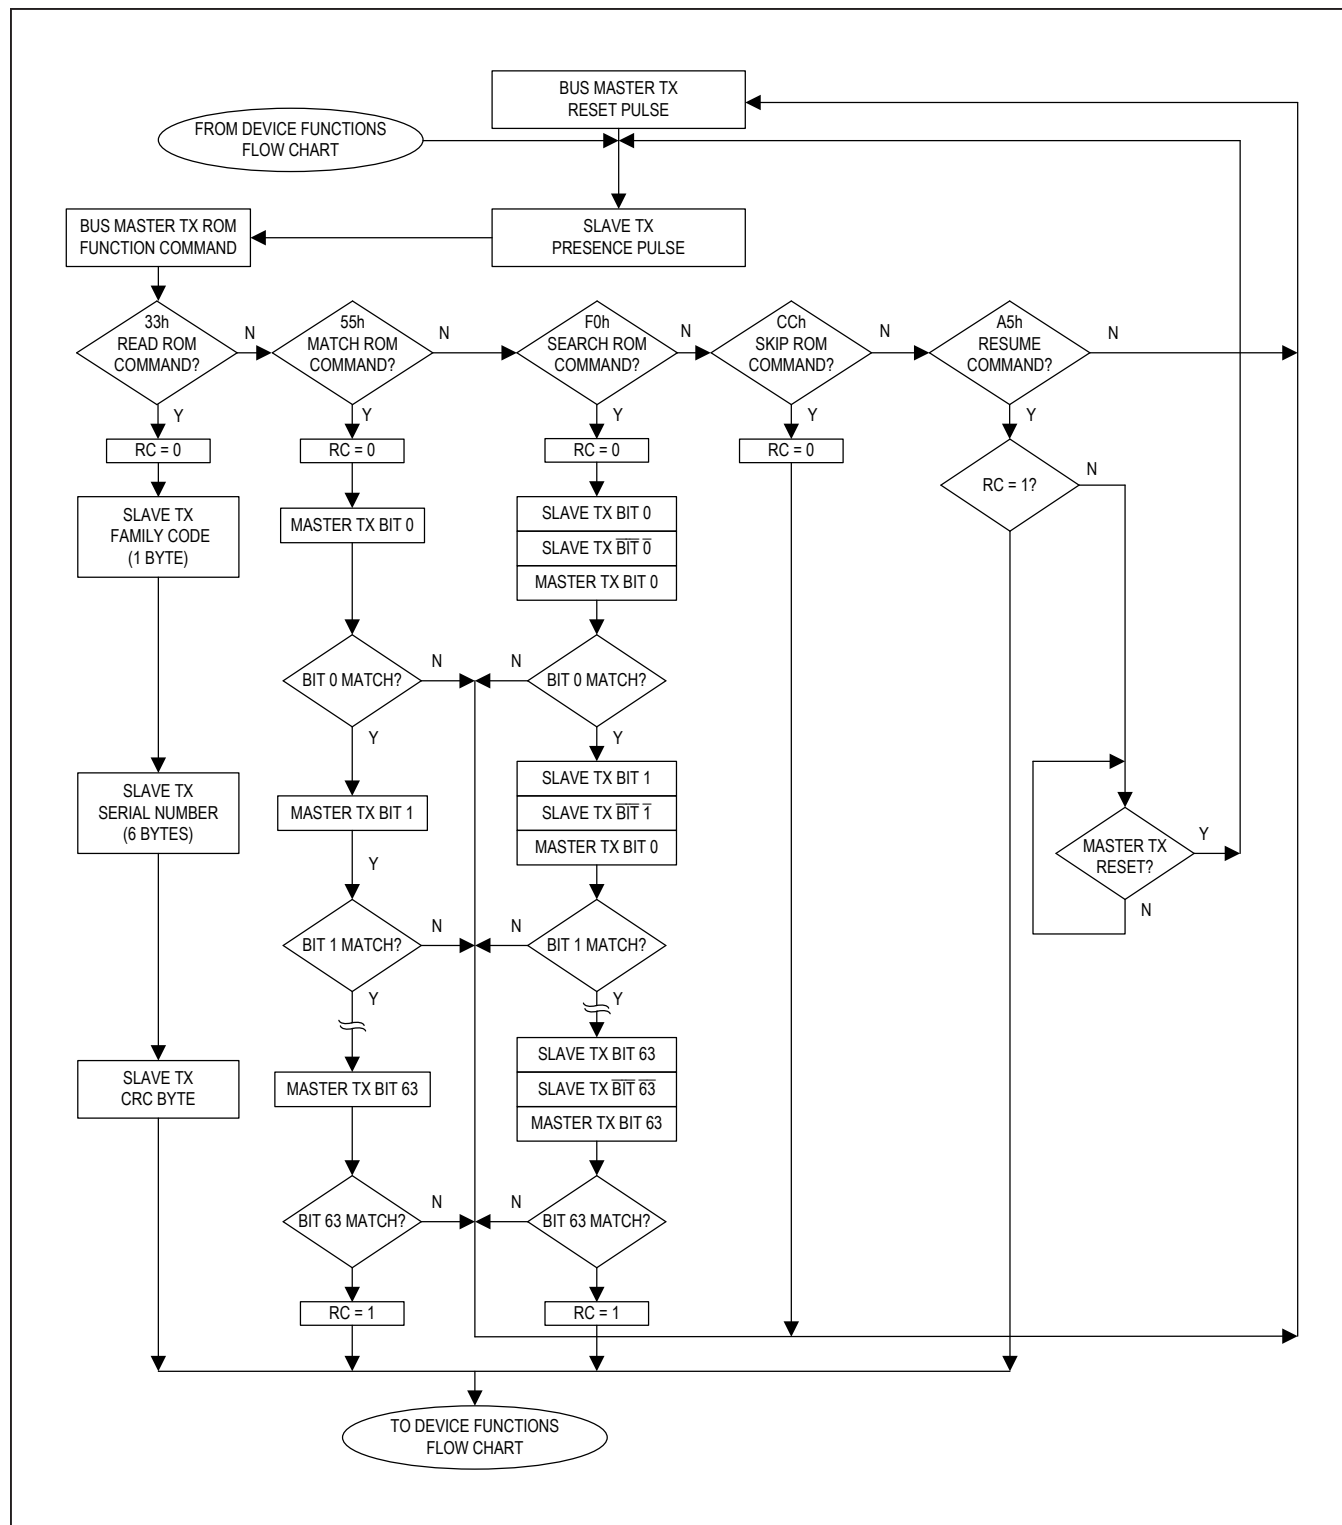 BUS MASTER TX
RESET PULSE
FROM DEVICE FUNCTIONS
FLOW CHART
BUS MASTER TX ROM
FUNCTION COMMAND
SLAVE TX
PRESENCE PULSE
33h
READ ROM
COMMAND?
N
55h
MATCH ROM
COMMAND?
N
F0h
SEARCH ROM
COMMAND?
N
CCh
SKIP ROM
COMMAND?
N
A5h
RESUME
COMMAND?
N
Y
Y
Y
Y
Y
RC = 0
RC = 0
RC = 0
RC = 0
RC = 1?
N
SLAVE TX
FAMILY CODE
(1 BYTE)
MASTER TX BIT 0
SLAVE TX BIT 0
SLAVE TX B̅I̅T̅ 0̅
MASTER TX BIT 0
BIT 0 MATCH?
N
N
BIT 0 MATCH?
Y
Y
SLAVE TX
SERIAL NUMBER
(6 BYTES)
MASTER TX BIT 1
SLAVE TX BIT 1
SLAVE TX B̅I̅T̅ 1̅
MASTER TX BIT 0
Y
MASTER TX
RESET?
Y
N
BIT 1 MATCH?
N
N
BIT 1 MATCH?
Y
Y
SLAVE TX
CRC BYTE
MASTER TX BIT 63
SLAVE TX BIT 63
SLAVE TX B̅I̅T̅ 6̅3̅
MASTER TX BIT 63
BIT 63 MATCH?
N
N
BIT 63 MATCH?
Y
Y
RC = 1
RC = 1
TO DEVICE FUNCTIONS
FLOW CHART